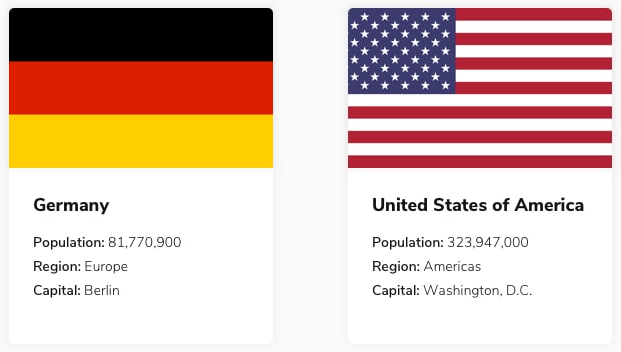 Germany
Population: 81,770,900
Region: Europe
Capital: Berlin
United States of America
Population: 323,947,000
Region: Americas
Capital: Washington, D.C.